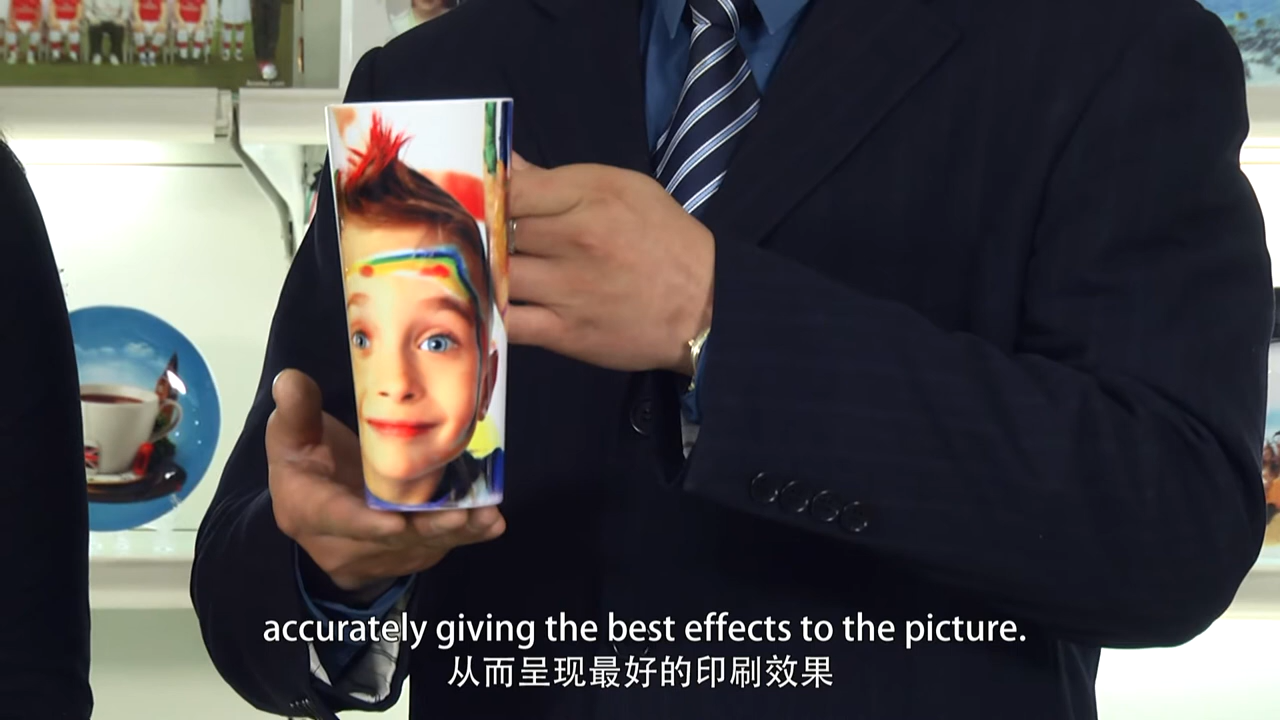 accurately giving the best effects to the picture.
从而呈现最好的印刷效果